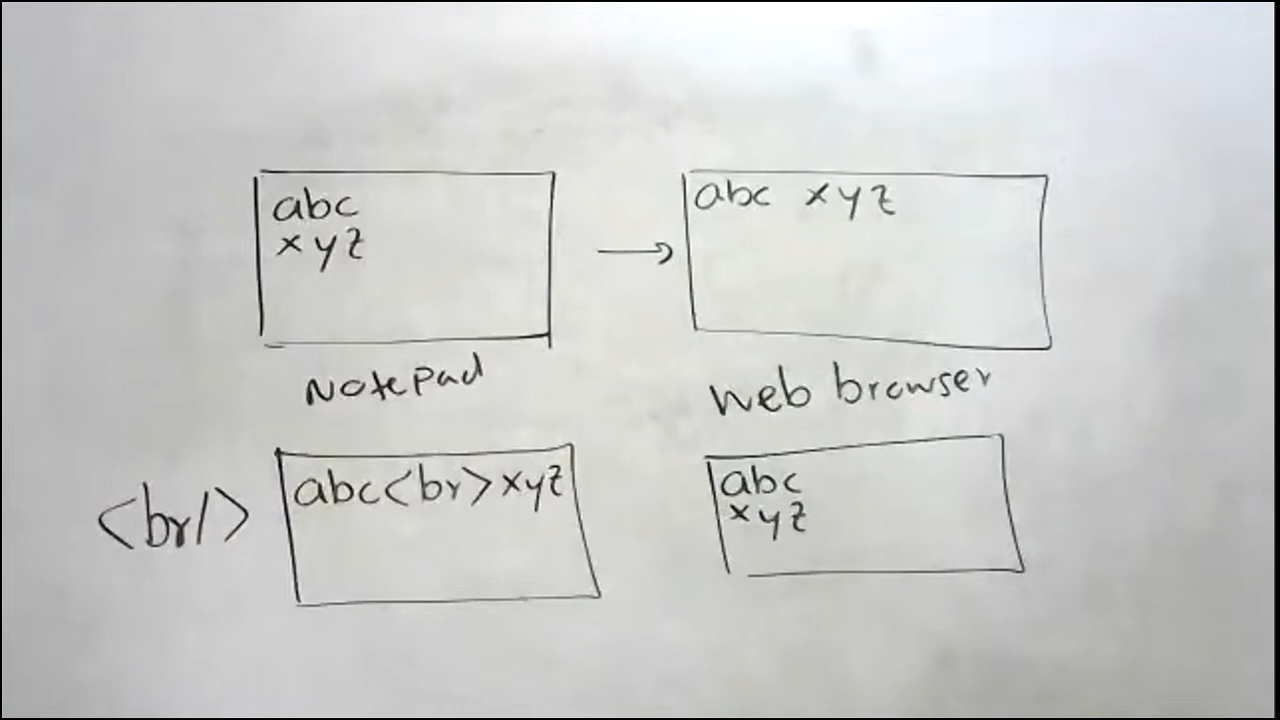 abc
xyz
→
abc xyz
Notepad
web browser
<br/>
abc<br>xyz
abc
xyz